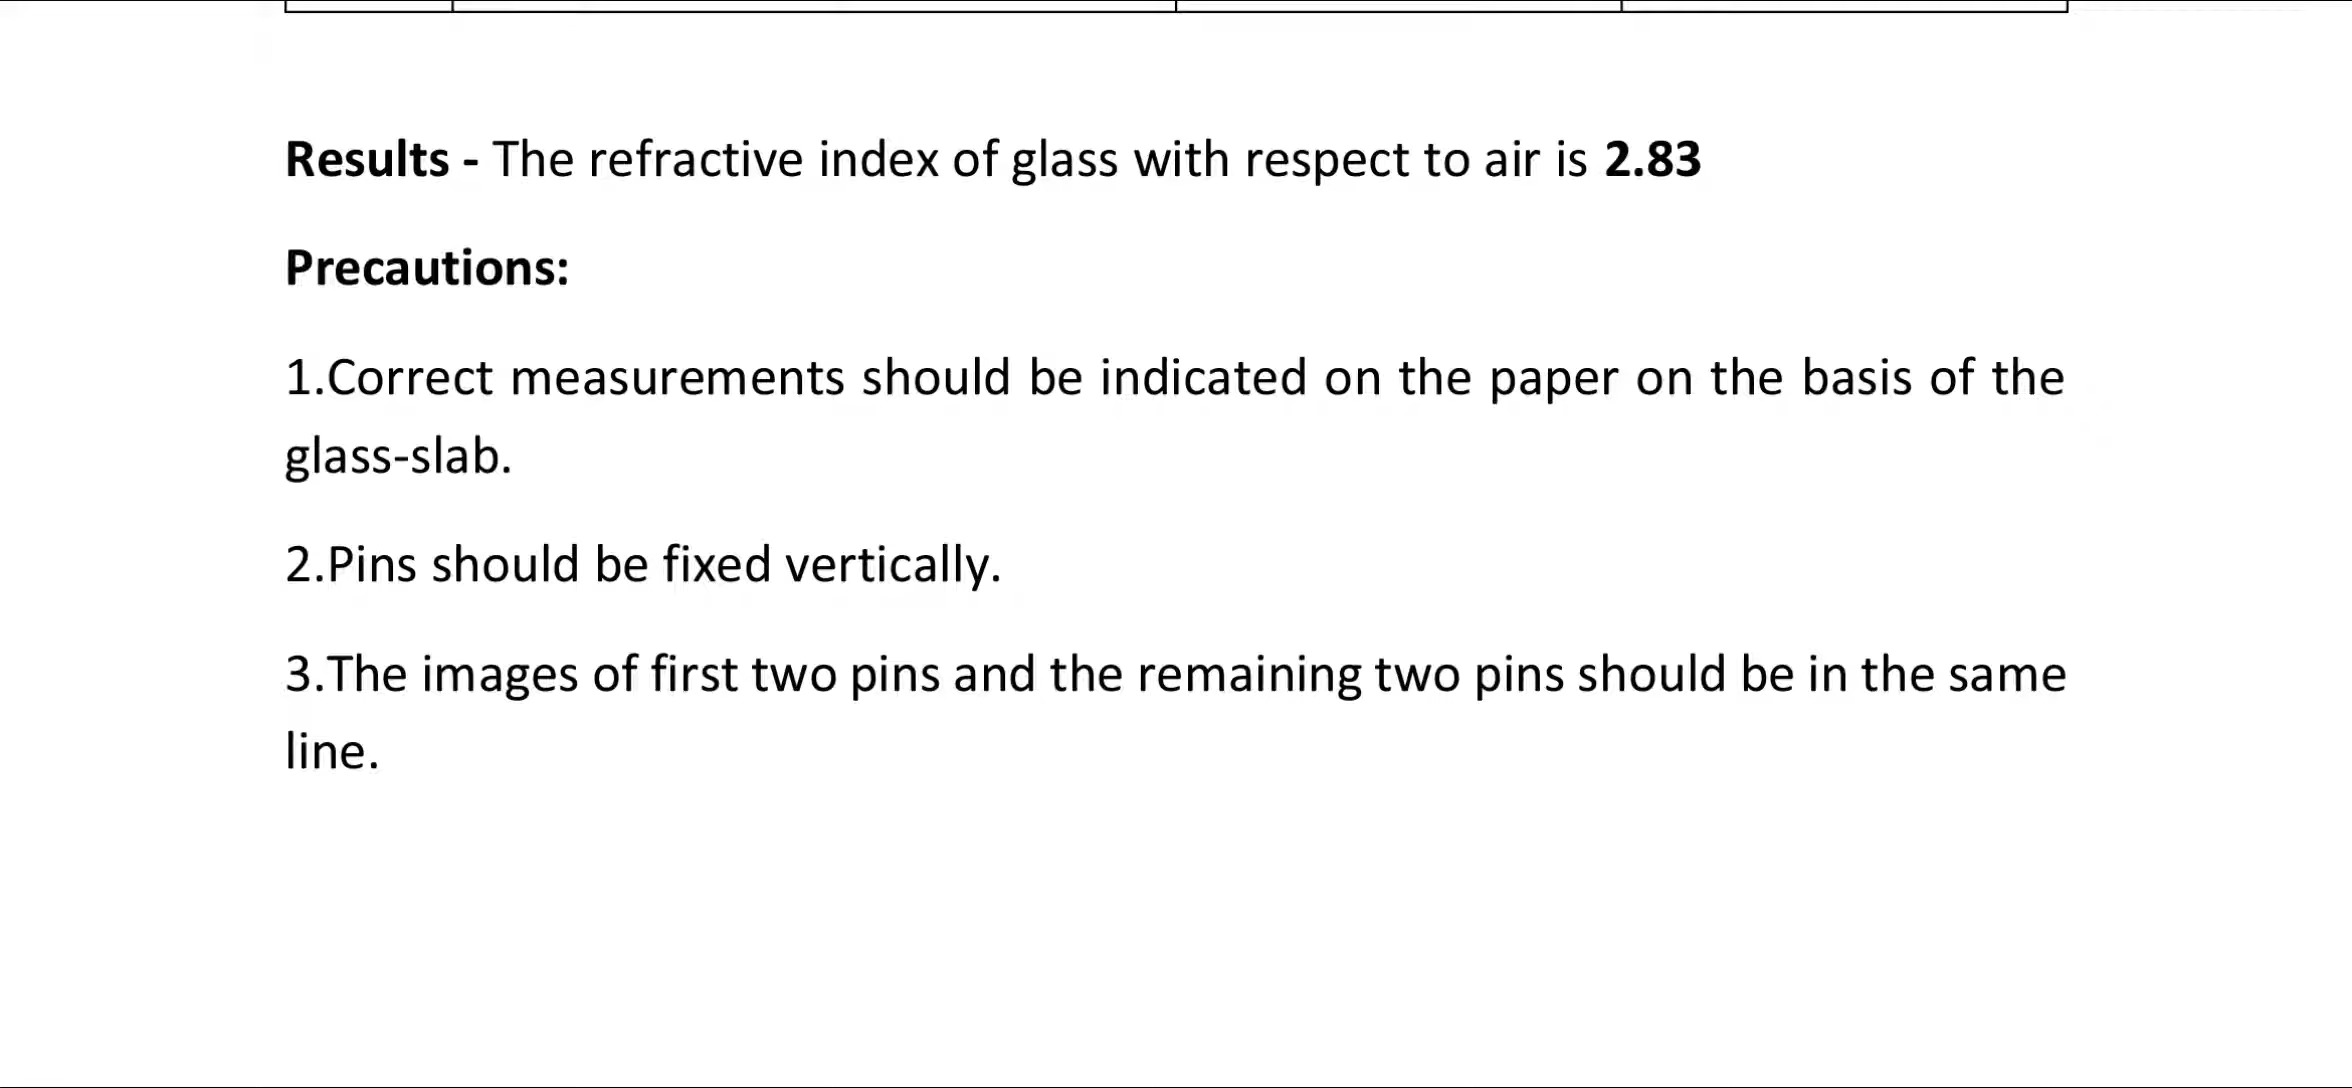 Results - The refractive index of glass with respect to air is 2.83
Precautions:
1.Correct measurements should be indicated on the paper on the basis of the
glass-slab.
2.Pins should be fixed vertically.
3.The images of first two pins and the remaining two pins should be in the same
line.